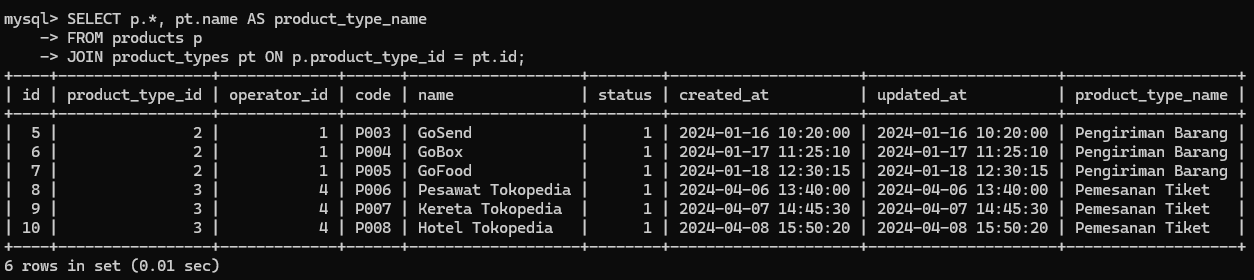 mysql> SELECT p.*, pt.name AS product_type_name
    -> FROM products p
    -> JOIN product_types pt ON p.product_type_id = pt.id;
+----+-----------------+-------------+------+-------------------+--------+---------------------+---------------------+-------------------+
| id | product_type_id | operator_id | code | name              | status | created_at          | updated_at          | product_type_name |
+----+-----------------+-------------+------+-------------------+--------+---------------------+---------------------+-------------------+
|  5 |               2 |           1 | P003 | GoSend            |      1 | 2024-01-16 10:20:00 | 2024-01-16 10:20:00 | Pengiriman Barang |
|  6 |               2 |           1 | P004 | GoBox             |      1 | 2024-01-17 11:25:10 | 2024-01-17 11:25:10 | Pengiriman Barang |
|  7 |               2 |           1 | P005 | GoFood            |      1 | 2024-01-18 12:30:15 | 2024-01-18 12:30:15 | Pengiriman Barang |
|  8 |               3 |           4 | P006 | Pesawat Tokopedia |      1 | 2024-04-06 13:40:00 | 2024-04-06 13:40:00 | Pemesanan Tiket   |
|  9 |               3 |           4 | P007 | Kereta Tokopedia  |      1 | 2024-04-07 14:45:30 | 2024-04-07 14:45:30 | Pemesanan Tiket   |
| 10 |               3 |           4 | P008 | Hotel Tokopedia   |      1 | 2024-04-08 15:50:20 | 2024-04-08 15:50:20 | Pemesanan Tiket   |
+----+-----------------+-------------+------+-------------------+--------+---------------------+---------------------+-------------------+
6 rows in set (0.01 sec)